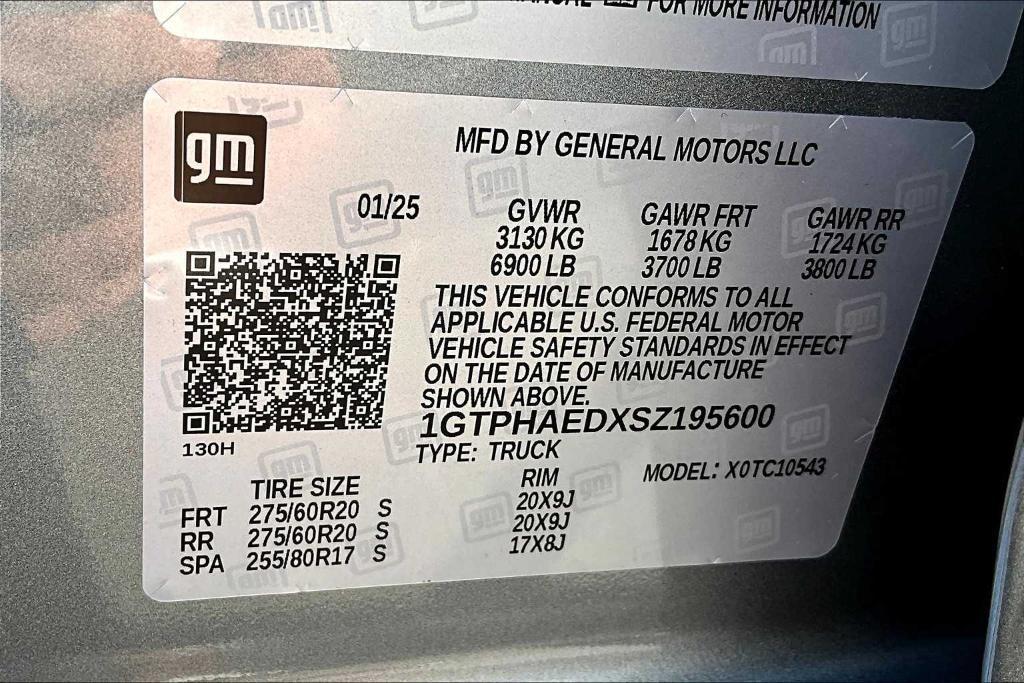 MANUAL FOR MORE INFORMATION
gm
MFD BY GENERAL MOTORS LLC
01/25 GVWR GAWR FRT GAWR RR
3130 KG 1678 KG 1724 KG
6900 LB 3700 LB 3800 LB
THIS VEHICLE CONFORMS TO ALL
APPLICABLE U.S. FEDERAL MOTOR
VEHICLE SAFETY STANDARDS IN EFFECT
ON THE DATE OF MANUFACTURE
SHOWN ABOVE.
1GTPHAEDXSZ195600
130H
TYPE: TRUCK
MODEL: X0TC10543
TIRE SIZE RIM
FRT 275/60R20 S 20X9J
RR 275/60R20 S 20X9J
SPA 255/80R17 S 17X8J